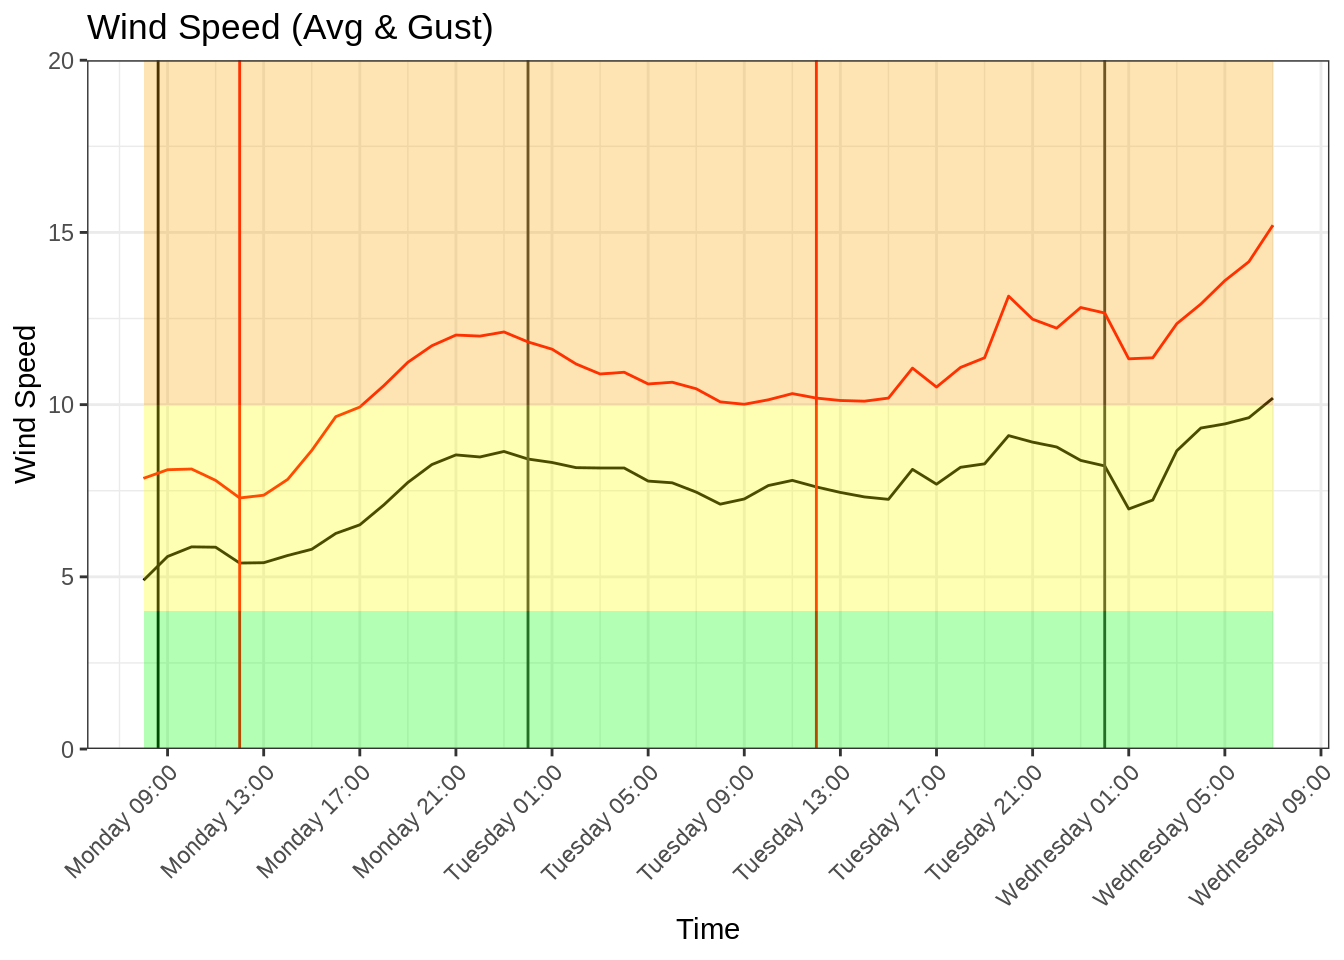 Wind Speed (Avg & Gust)
20
15
10
5
0
Wind Speed
Monday 09:00
Monday 13:00
Monday 17:00
Monday 21:00
Tuesday 01:00
Tuesday 05:00
Tuesday 09:00
Tuesday 13:00
Tuesday 17:00
Tuesday 21:00
Wednesday 01:00
Wednesday 05:00
Wednesday 09:00
Time